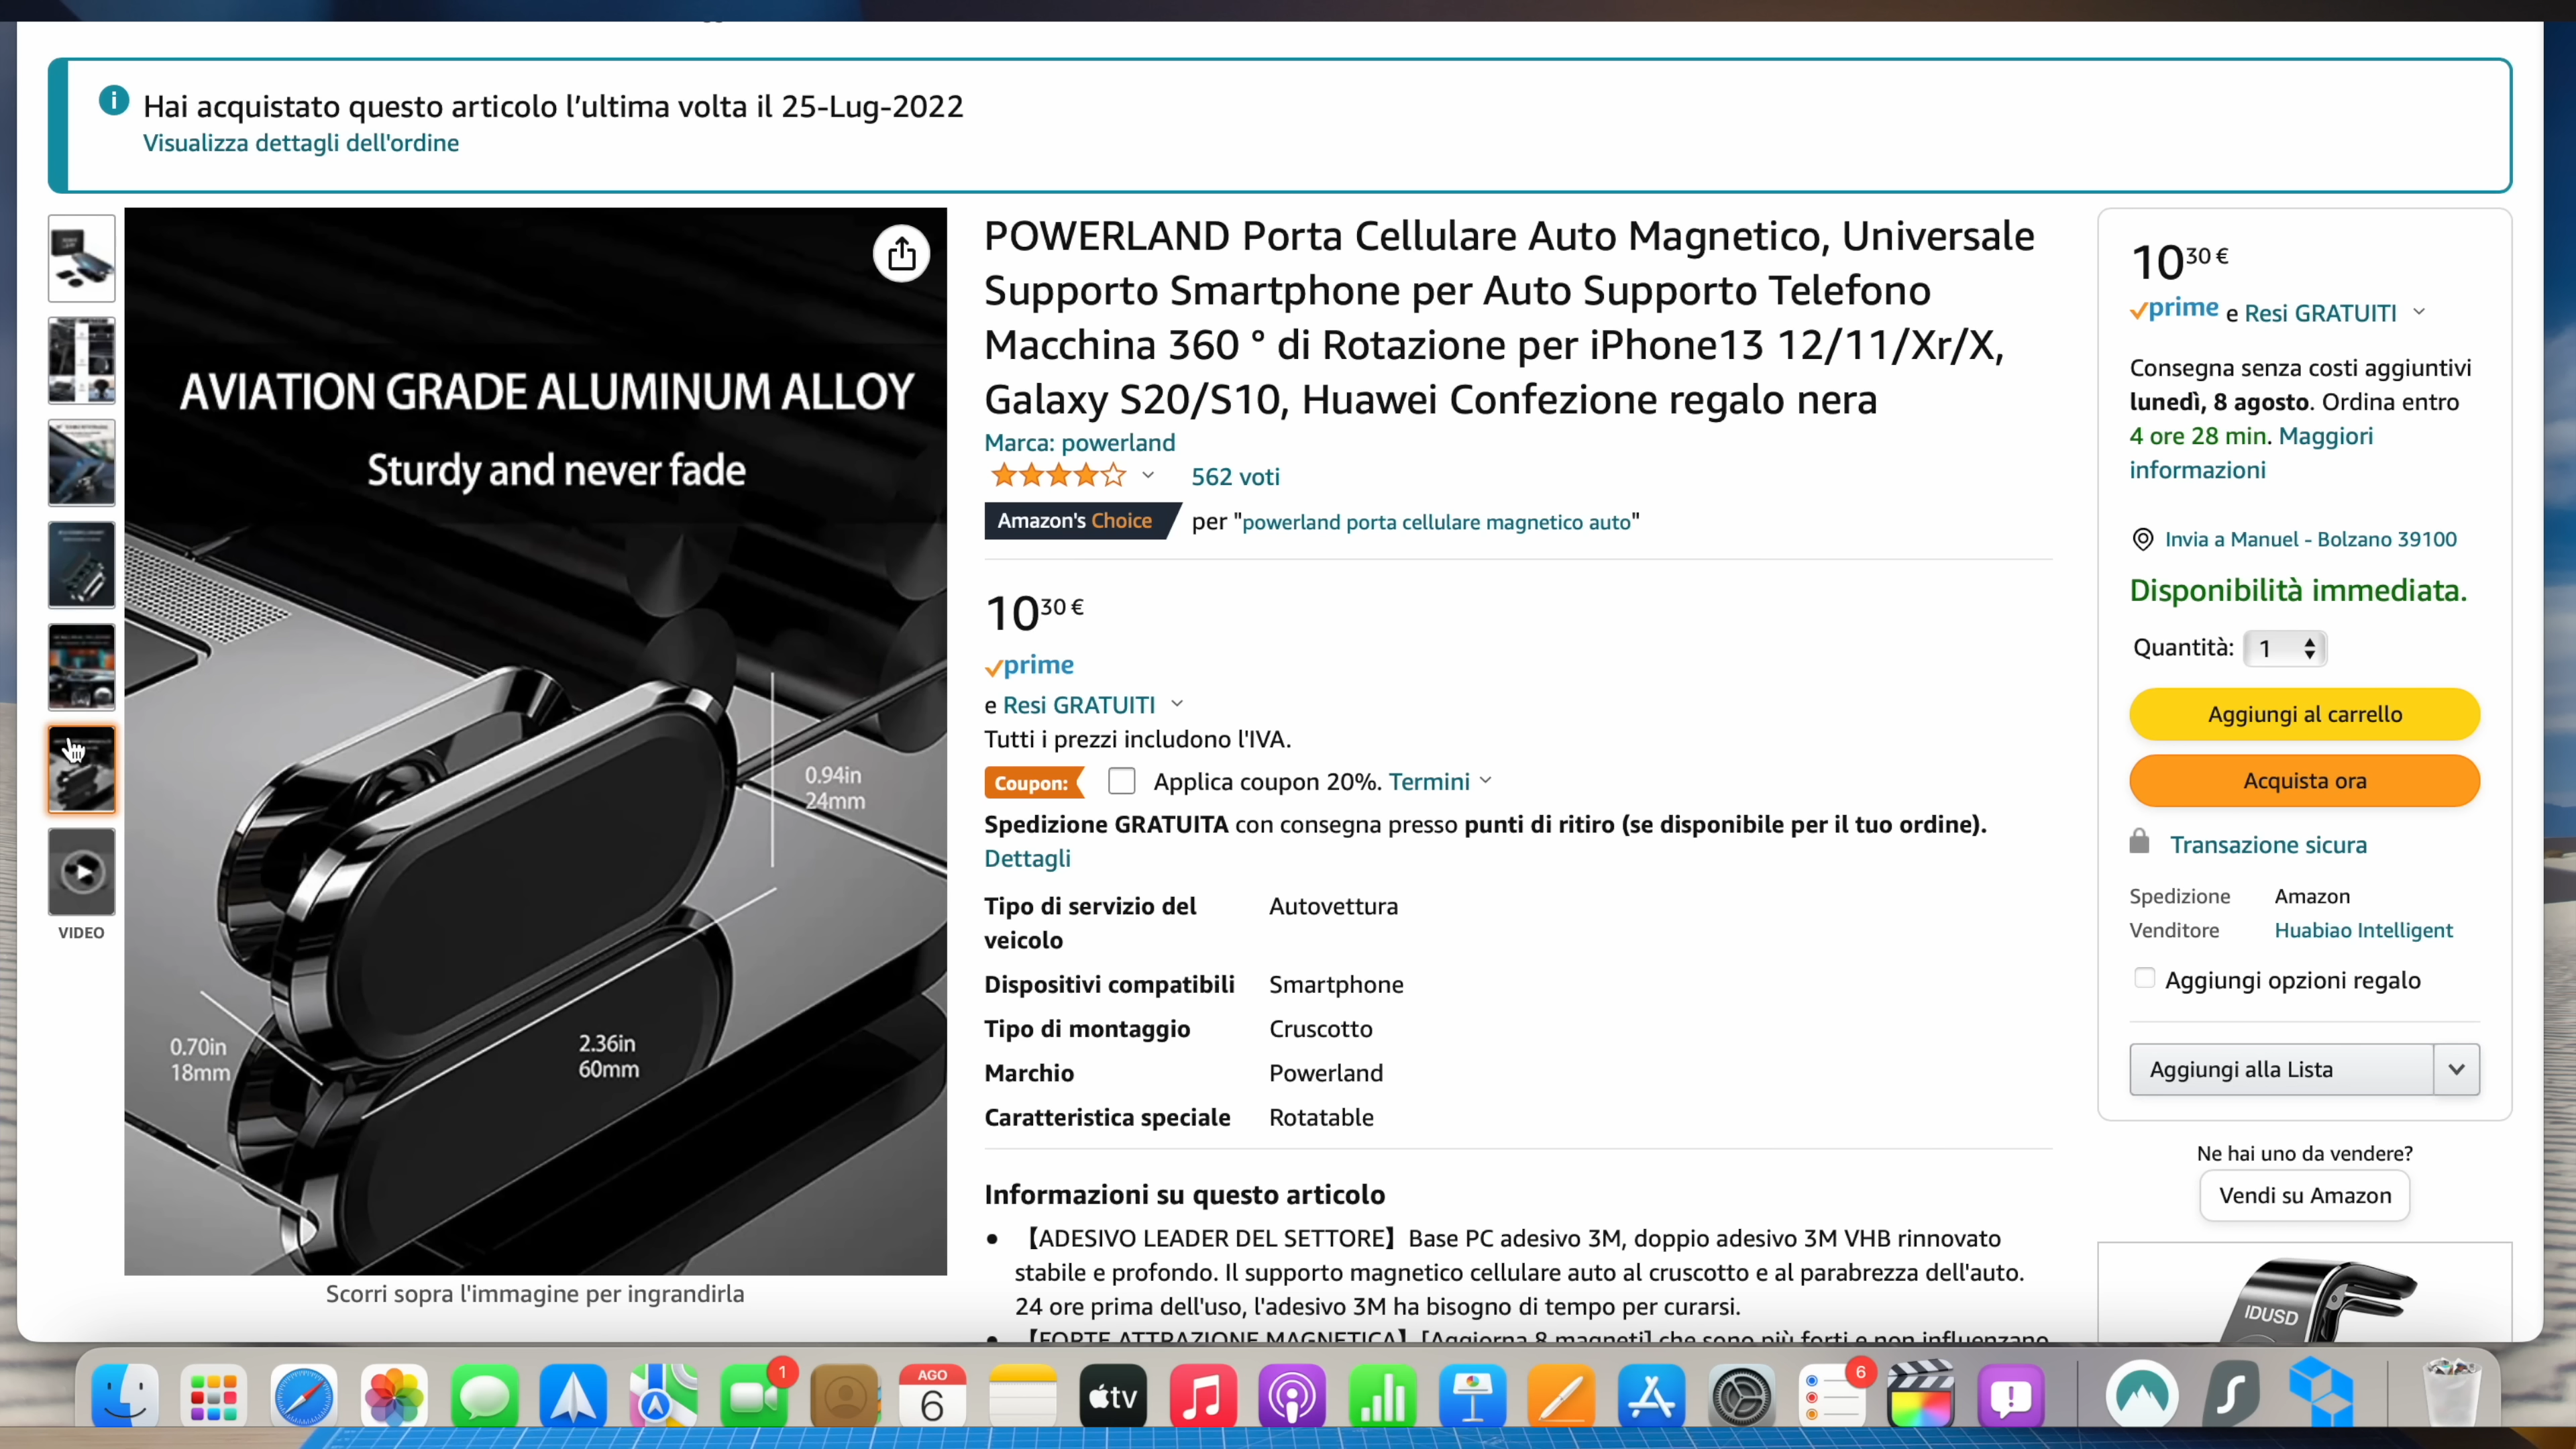 Hai acquistato questo articolo l'ultima volta il 25-Lug-2022
Visualizza dettagli dell'ordine
AVIATION GRADE ALUMINUM ALLOY
Sturdy and never fade
0.94in
24mm
0.70in
18mm
2.36in
60mm
VIDEO
Scorri sopra l'immagine per ingrandirla
POWERLAND Porta Cellulare Auto Magnetico, Universale
Supporto Smartphone per Auto Supporto Telefono
Macchina 360 ° di Rotazione per iPhone13 12/11/Xr/X,
Galaxy S20/S10, Huawei Confezione regalo nera
Marca: powerland
562 voti
Amazon's Choice per "powerland porta cellulare magnetico auto"
10 30 €
prime
e Resi GRATUITI
Tutti i prezzi includono l'IVA.
Coupon: Applica coupon 20%. Termini
Spedizione GRATUITA con consegna presso punti di ritiro (se disponibile per il tuo ordine).
Dettagli
Tipo di servizio del veicolo Autovettura
Dispositivi compatibili Smartphone
Tipo di montaggio Cruscotto
Marchio Powerland
Caratteristica speciale Rotatable
Informazioni su questo articolo
• 【ADESIVO LEADER DEL SETTORE】Base PC adesivo 3M, doppio adesivo 3M VHB rinnovato
stabile e profondo. Il supporto magnetico cellulare auto al cruscotto e al parabrezza dell'auto.
24 ore prima dell'uso, l'adesivo 3M ha bisogno di tempo per curarsi.
• 【FORTE ATTRAZIONE MAGNETICA】[Aggiorna 8 magneti] che sono più forti e non influenzano
10 30 €
prime e Resi GRATUITI
Consegna senza costi aggiuntivi
lunedì, 8 agosto. Ordina entro
4 ore 28 min. Maggiori
informazioni
Invia a Manuel - Bolzano 39100
Disponibilità immediata.
Quantità: 1
Aggiungi al carrello
Acquista ora
Transazione sicura
Spedizione Amazon
Venditore Huabiao Intelligent
Aggiungi opzioni regalo
Aggiungi alla Lista
Ne hai uno da vendere?
Vendi su Amazon
IDUSD
1
AGO
6
tv
6